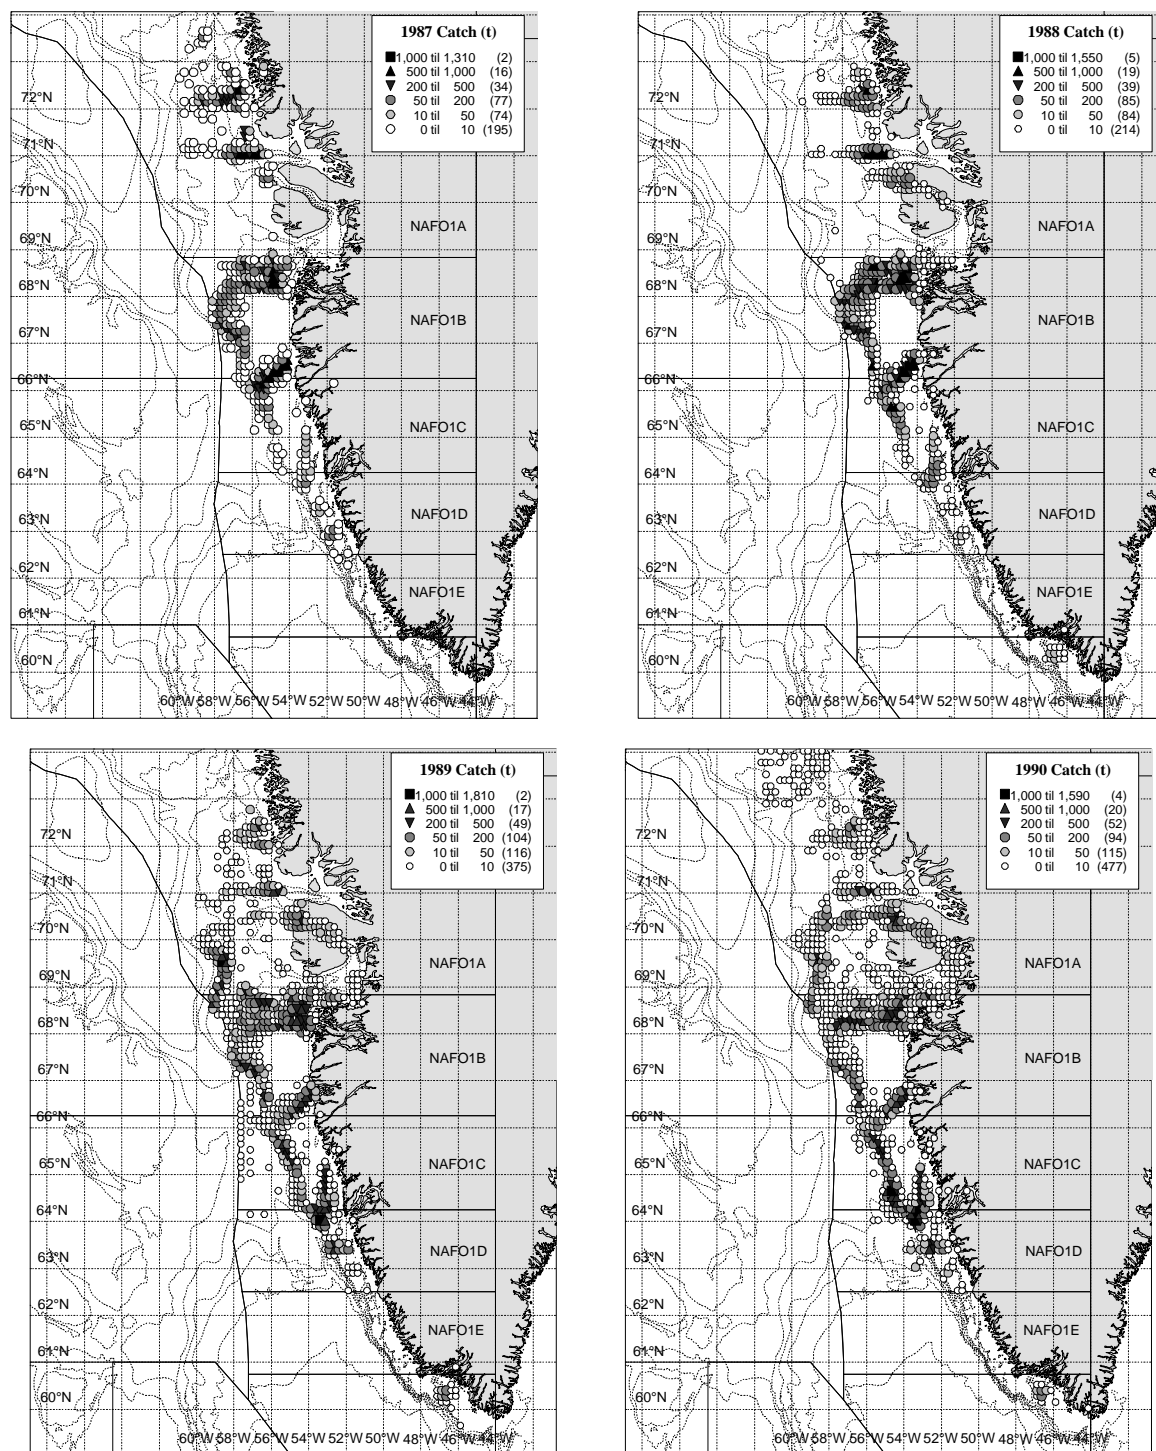 1987 Catch (t)
1,000 til 1,310 (2)
500 til 1,000 (16)
200 til 500 (34)
50 til 200 (77)
10 til 50 (74)
0 til 10 (195)
72°N
71°N
70°N
69°N
68°N
67°N
66°N
65°N
64°N
63°N
62°N
61°N
60°N
NAFO1A
NAFO1B
NAFO1C
NAFO1D
NAFO1E
60°W 58°W 56°W 54°W 52°W 50°W 48°W 46°W 44°W
1988 Catch (t)
1,000 til 1,550 (5)
500 til 1,000 (19)
200 til 500 (39)
50 til 200 (85)
10 til 50 (84)
0 til 10 (214)
72°N
71°N
70°N
69°N
68°N
67°N
66°N
65°N
64°N
63°N
62°N
61°N
60°N
NAFO1A
NAFO1B
NAFO1C
NAFO1D
NAFO1E
60°W 58°W 56°W 54°W 52°W 50°W 48°W 46°W 44°W
1989 Catch (t)
1,000 til 1,810 (2)
500 til 1,000 (17)
200 til 500 (49)
50 til 200 (104)
10 til 50 (116)
0 til 10 (375)
72°N
71°N
70°N
69°N
68°N
67°N
66°N
65°N
64°N
63°N
62°N
61°N
60°N
NAFO1A
NAFO1B
NAFO1C
NAFO1D
NAFO1E
60°W 58°W 56°W 54°W 52°W 50°W 48°W 46°W 44°W
1990 Catch (t)
1,000 til 1,590 (4)
500 til 1,000 (20)
200 til 500 (52)
50 til 200 (94)
10 til 50 (115)
0 til 10 (477)
72°N
71°N
70°N
69°N
68°N
67°N
66°N
65°N
64°N
63°N
62°N
61°N
60°N
NAFO1A
NAFO1B
NAFO1C
NAFO1D
NAFO1E
60°W 58°W 56°W 54°W 52°W 50°W 48°W 46°W 44°W